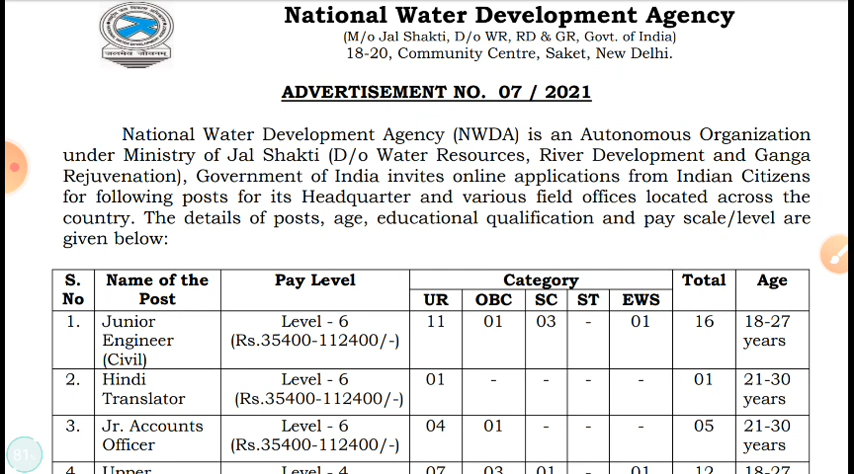 National Water Development Agency
(M/o Jal Shakti, D/o WR, RD & GR, Govt. of India)
18-20, Community Centre, Saket, New Delhi.
ADVERTISEMENT NO. 07 / 2021
National Water Development Agency (NWDA) is an Autonomous Organization
under Ministry of Jal Shakti (D/o Water Resources, River Development and Ganga
Rejuvenation), Government of India invites online applications from Indian Citizens
for following posts for its Headquarter and various field offices located across the
country. The details of posts, age, educational qualification and pay scale/level are
given below:
S. No Name of the Post Pay Level Category Total Age
UR OBC SC ST EWS
1. Junior Level - 6 11 01 03 - 01 16 18-27
Engineer (Rs.35400-112400/-) years
(Civil)
2. Hindi Level - 6 01 - - - - 01 21-30
Translator (Rs.35400-112400/-) years
3. Jr. Accounts Level - 6 04 01 - - - 05 21-30
Officer (Rs.35400-112400/-) years
4. Upper Level - 4 07 03 01 - 01 12 18-27
81